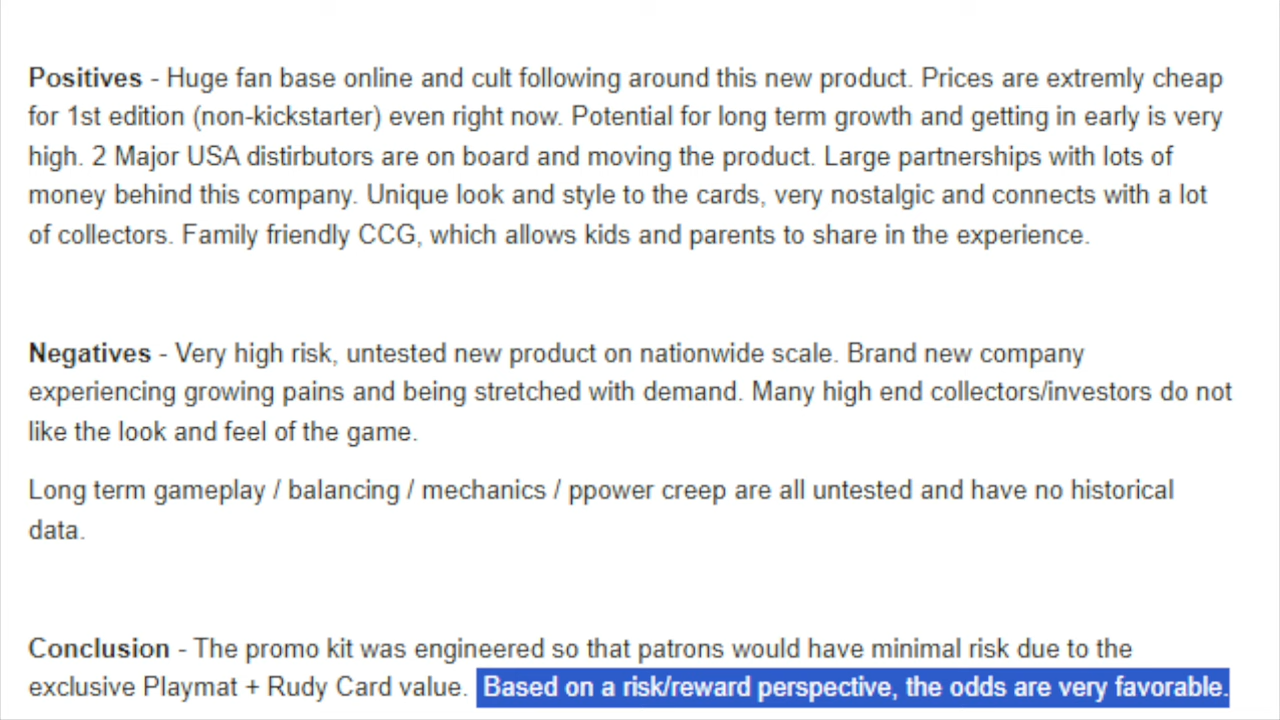 Positives - Huge fan base online and cult following around this new product. Prices are extremly cheap
for 1st edition (non-kickstarter) even right now. Potential for long term growth and getting in early is very
high. 2 Major USA distirbutors are on board and moving the product. Large partnerships with lots of
money behind this company. Unique look and style to the cards, very nostalgic and connects with a lot
of collectors. Family friendly CCG, which allows kids and parents to share in the experience.
Negatives - Very high risk, untested new product on nationwide scale. Brand new company
experiencing growing pains and being stretched with demand. Many high end collectors/investors do not
like the look and feel of the game.
Long term gameplay / balancing / mechanics / ppower creep are all untested and have no historical
data.
Conclusion - The promo kit was engineered so that patrons would have minimal risk due to the
exclusive Playmat + Rudy Card value. Based on a risk/reward perspective, the odds are very favorable.